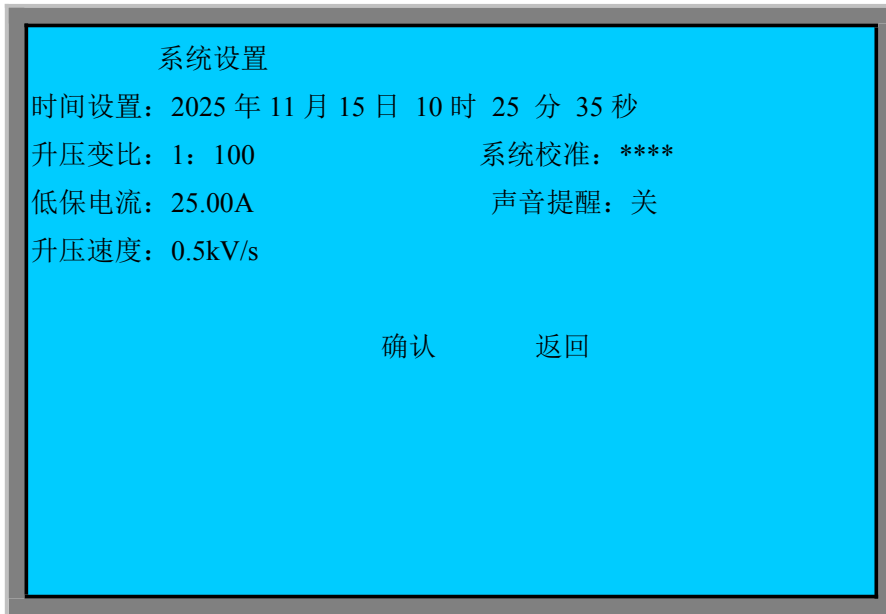 系统设置
时间设置：2025 年 11 月 15 日 10 时 25 分 35 秒
升压变比：1：100 系统校准：****
低保电流：25.00A 声音提醒：关
升压速度：0.5kV/s
确认 返回